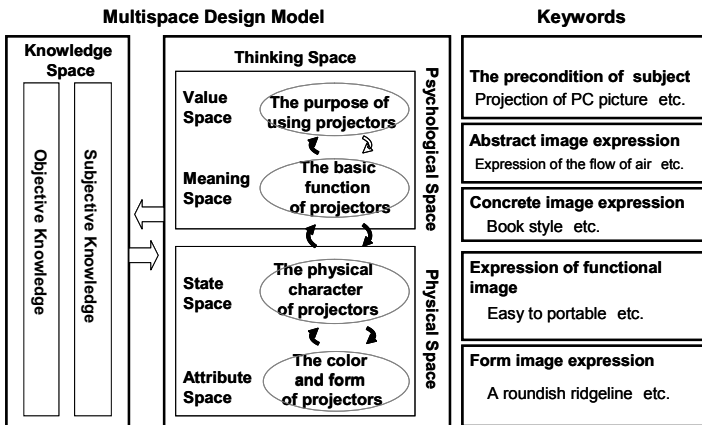 Multispace Design Model
Keywords
Knowledge
Space
Objective Knowledge
Subjective Knowledge
Thinking Space
Psychological Space
Value
Space
The purpose of
using projectors
Meaning
Space
The basic
function
of projectors
Physical Space
State
Space
The physical
character
of projectors
Attribute
Space
The color
and form
of projectors
The precondition of subject
Projection of PC picture etc.
Abstract image expression
Expression of the flow of air etc.
Concrete image expression
Book style etc.
Expression of functional
image
Easy to portable etc.
Form image expression
A roundish ridgeline etc.